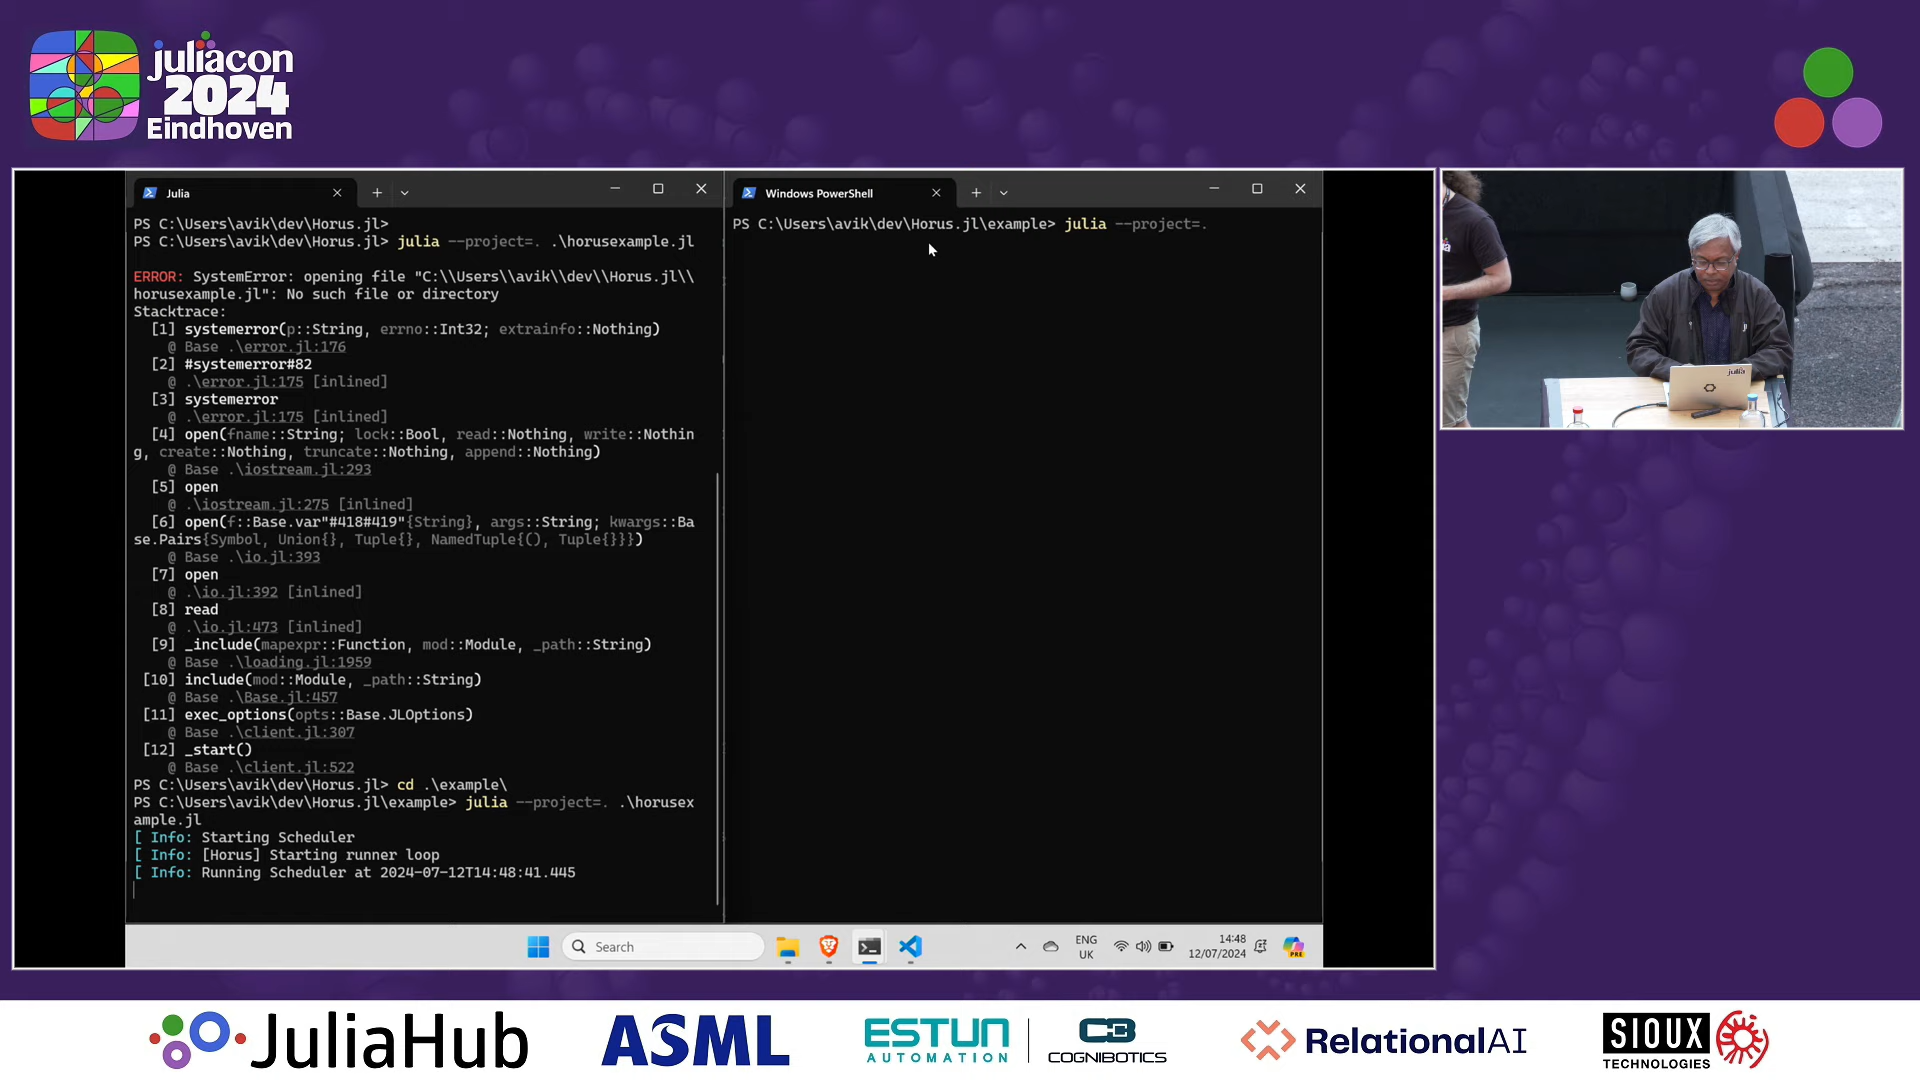 juliacon
2024
Eindhoven
Julia
PS C:\Users\avik\dev\Horus.jl>
PS C:\Users\avik\dev\Horus.jl> julia --project=. .\horusexample.jl
ERROR: SystemError: opening file "C:\\Users\\avik\\dev\\Horus.jl\\
horusexample.jl": No such file or directory
Stacktrace:
[1] systemerror(p::String, errno::Int32; extrainfo::Nothing)
@ Base .\error.jl:176
[2] #systemerror#82
@ .\error.jl:175 [inlined]
[3] systemerror
@ .\error.jl:175 [inlined]
[4] open(fname::String; lock::Bool, read::Nothing, write::Nothin
g, create::Nothing, truncate::Nothing, append::Nothing)
@ Base .\iostream.jl:293
[5] open
@ .\iostream.jl:275 [inlined]
[6] open(f::Base.var"#418#419"{String}, args::String; kwargs::Ba
se.Pairs{Symbol, Union{}, Tuple{}, NamedTuple{(), Tuple{}}})
@ Base .\io.jl:393
[7] open
@ .\io.jl:392 [inlined]
[8] read
@ .\io.jl:473 [inlined]
[9] _include(mapexpr::Function, mod::Module, _path::String)
@ Base .\loading.jl:1959
[10] include(mod::Module, _path::String)
@ Base .\Base.jl:457
[11] exec_options(opts::Base.JLOptions)
@ Base .\client.jl:307
[12] _start()
@ Base .\client.jl:522
PS C:\Users\avik\dev\Horus.jl> cd .\example\
PS C:\Users\avik\dev\Horus.jl\example> julia --project=. .\horusex
ample.jl
[ Info: Starting Scheduler
[ Info: [Horus] Starting runner loop
[ Info: Running Scheduler at 2024-07-12T14:48:41.445
Windows PowerShell
PS C:\Users\avik\dev\Horus.jl\example> julia --project=.
julia
Search
ENG
UK
14:48
12/07/2024
PRE
JuliaHub
ASML
ESTUN
AUTOMATION
CB
COGNIBOTICS
RelationalAI
SIOUX
TECHNOLOGIES